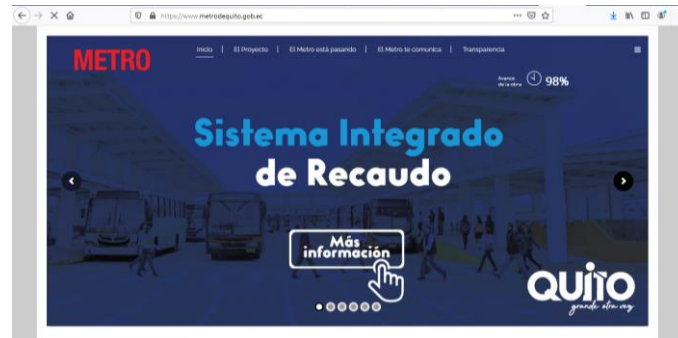 https://www.metrodequito.gob.ec
METRO
Inicio | El Proyecto | El Metro está pasando | El Metro te comunica | Transparencia
Avance
de la obra
98%
Sistema Integrado
de Recaudo
Más
información
QUITO
grande otra vez